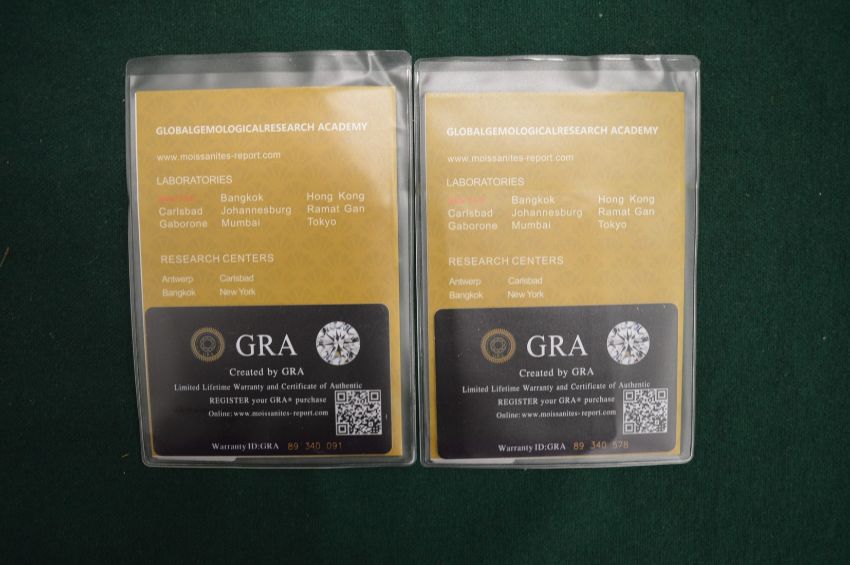 GLOBALGEMOLOGICALRESEARCH ACADEMY
www.moissanites-report.com
LABORATORIES
Bangkok Hong Kong
Carlsbad Johannesburg Ramat Gan
Gaborone Mumbai Tokyo
RESEARCH CENTERS
Antwerp Carlsbad
Bangkok New York
GRA
Created by GRA
Limited Lifetime Warranty and Certificate of Authentic
REGISTER your GRA® purchase
Online: www.moissanites-report.com
Warranty ID:GRA 89 340 091
GLOBALGEMOLOGICALRESEARCH ACADEMY
www.moissanites-report.com
LABORATORIES
Bangkok Hong Kong
Carlsbad Johannesburg Ramat Gan
Gaborone Mumbai Tokyo
RESEARCH CENTERS
Antwerp Carlsbad
Bangkok New York
GRA
Created by GRA
Limited Lifetime Warranty and Certificate of Authentic
REGISTER your GRA® purchase
Online: www.moissanites-report.com
Warranty ID:GRA 89 340 578